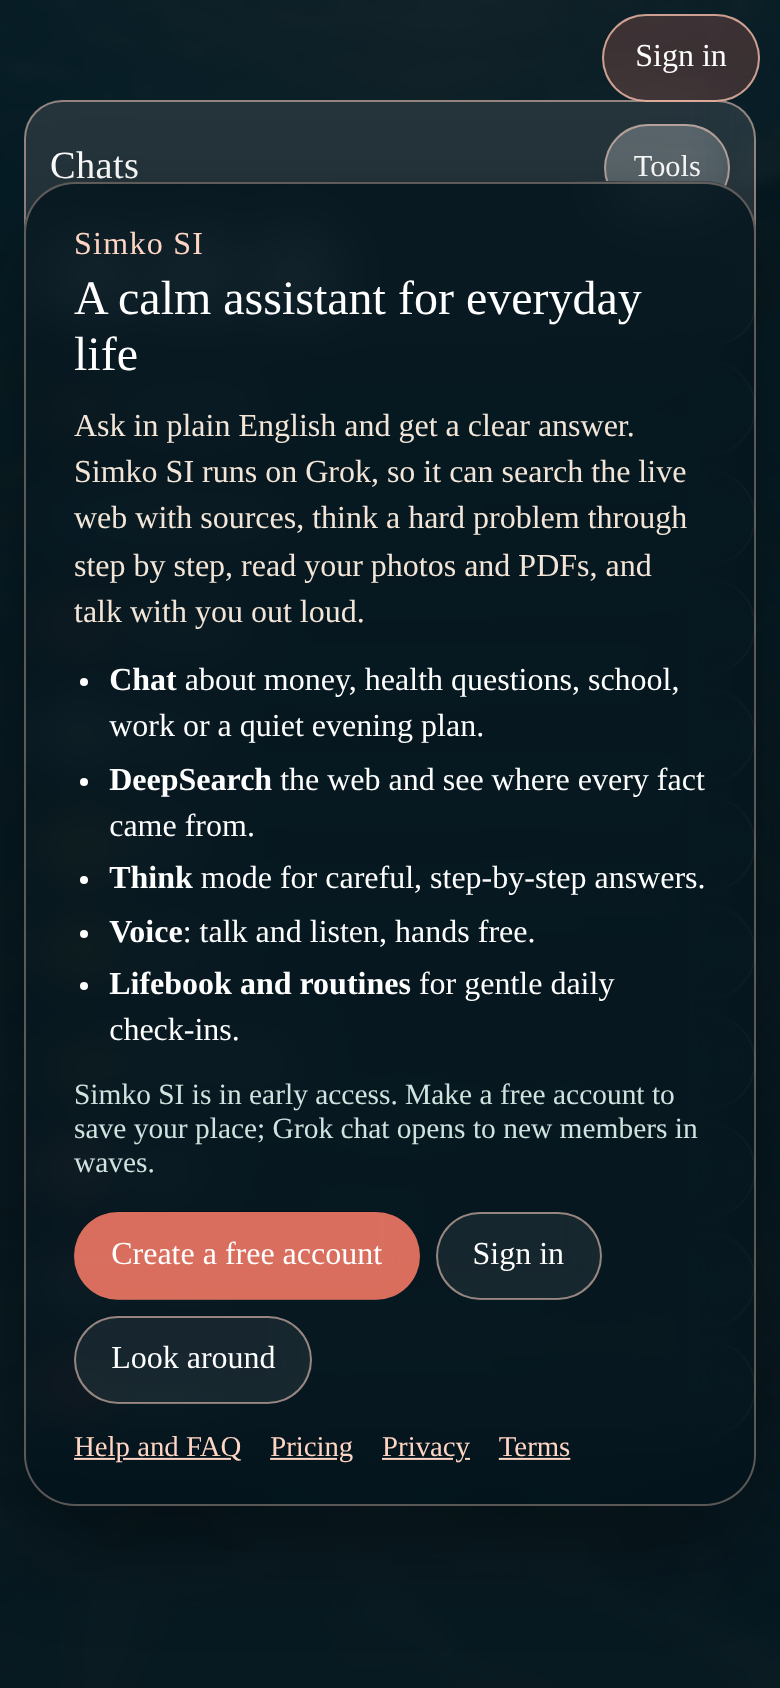 Sign in
Chats
Tools
Simko SI
A calm assistant for everyday
life
Ask in plain English and get a clear answer.
Simko SI runs on Grok, so it can search the live
web with sources, think a hard problem through
step by step, read your photos and PDFs, and
talk with you out loud.
• Chat about money, health questions, school,
work or a quiet evening plan.
• DeepSearch the web and see where every fact
came from.
• Think mode for careful, step-by-step answers.
• Voice: talk and listen, hands free.
• Lifebook and routines for gentle daily
check-ins.
Simko SI is in early access. Make a free account to
save your place; Grok chat opens to new members in
waves.
Create a free account
Sign in
Look around
Help and FAQ Pricing Privacy Terms